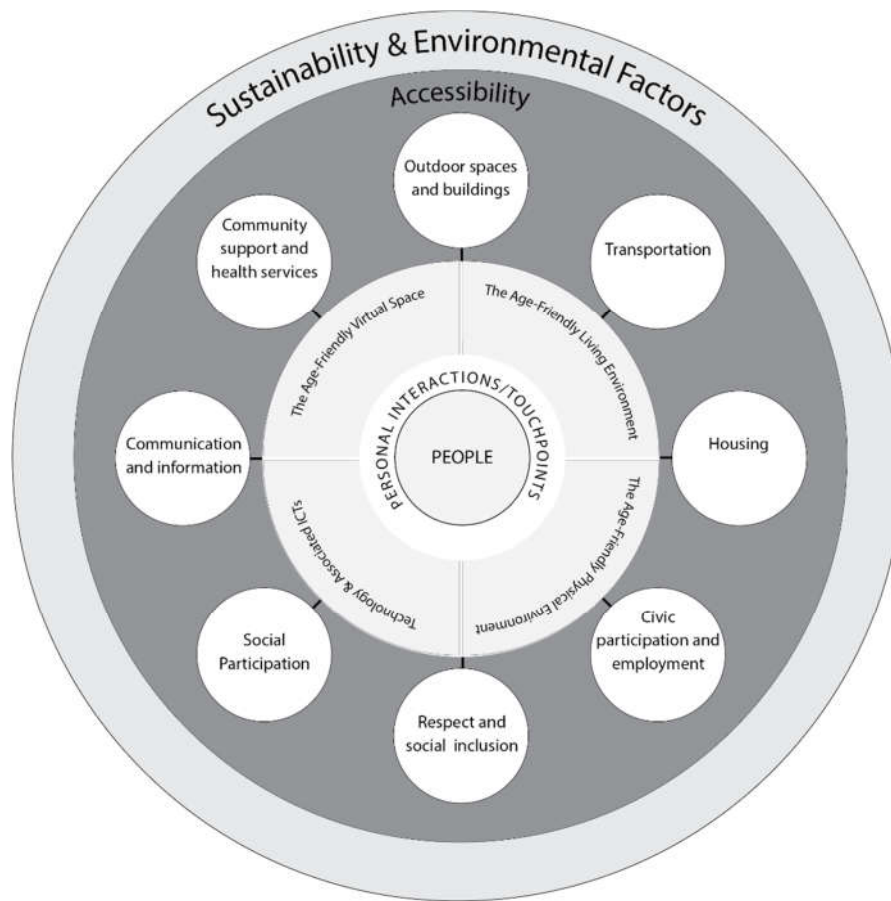 Sustainability & Environmental Factors
Accessibility
Outdoor spaces
and buildings
Community
support and
health services
Transportation
The Age-Friendly Virtual Space
The Age-Friendly Living Environment
PERSONAL INTERACTIONS/TOUCHPOINTS
PEOPLE
Communication
and information
Housing
Technology & Associated ICTs
The Age-Friendly Physical Environment
Social
Participation
Civic
participation and
employment
Respect and
social inclusion